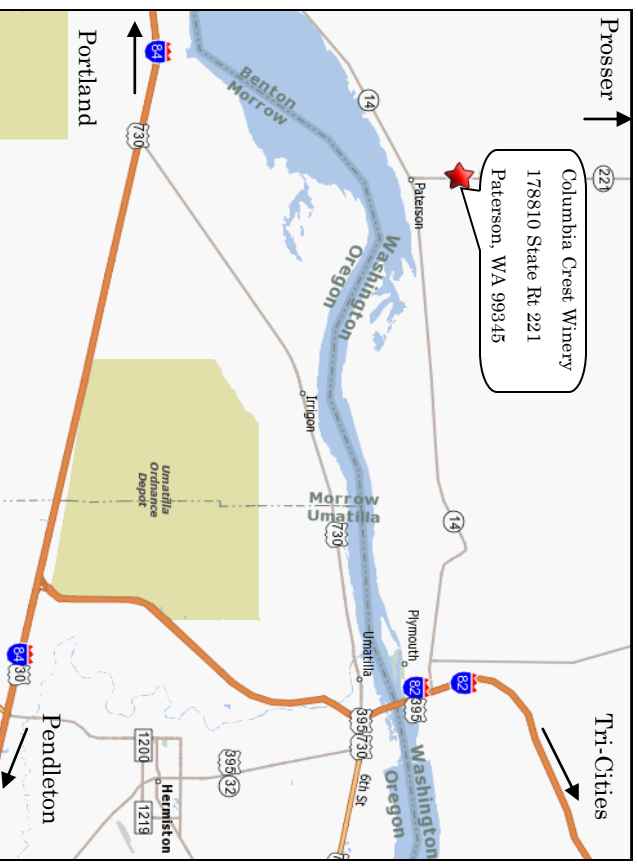 Prosser
221
Tri-Cities
Columbia Crest Winery
178810 State Rt 221
Paterson, WA 99345
82
14
Paterson
82
395
Plymouth
14
Washington
Oregon
Washington
Oregon
Umatilla
395
730
6th St
730
Morrow
Umatilla
Irrigon
Benton
Morrow
395
32
Umatilla
Ordnance
Depot
Hermiston
1200
1219
84
730
Portland
Pendleton
84
30